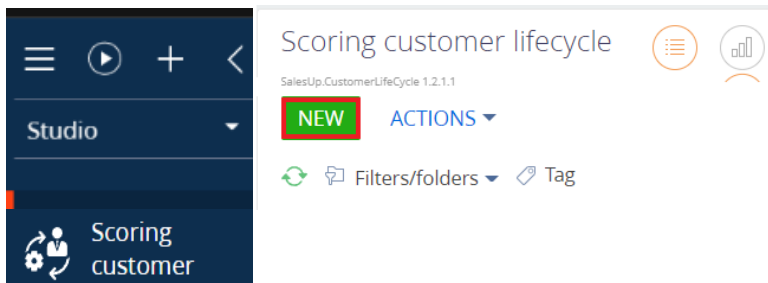 Studio
Scoring
customer
Scoring customer lifecycle
SalesUp.CustomerLifeCycle 1.2.1.1
NEW ACTIONS
Filters/folders Tag